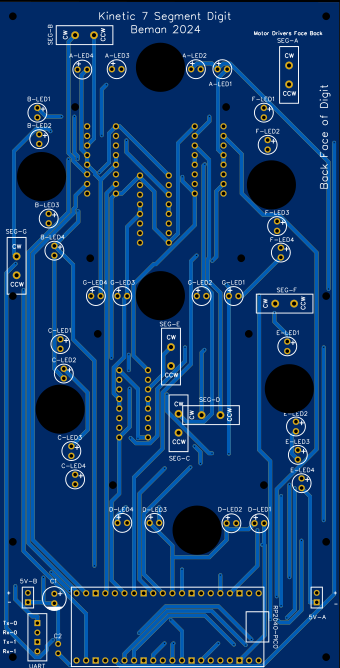 Kinetic 7 Segment Digit
Beman 2024
SEG-B
CW
CCW
Motor Drivers Face Back
SEG-A
CW
CCW
A-LED4
A-LED3
A-LED2
A-LED1
Back Face of Digit
B-LED1
B-LED2
F-LED1
F-LED2
B-LED3
F-LED3
SEG-G
CW
CCW
B-LED4
F-LED4
G-LED4
G-LED3
G-LED2
G-LED1
SEG-F
CW
CCW
SEG-E
CW
CCW
C-LED1
E-LED1
C-LED2
SEG-D
CW
CCW
CW
CCW
SEG-C
E-LED2
C-LED3
E-LED3
C-LED4
E-LED4
D-LED4
D-LED3
D-LED2
D-LED1
5V-B
C1
+
-
+
-
5V-A
Tx-0
Rx-0
Tx-1
Rx-1
UART
C2
RP2040-PICO